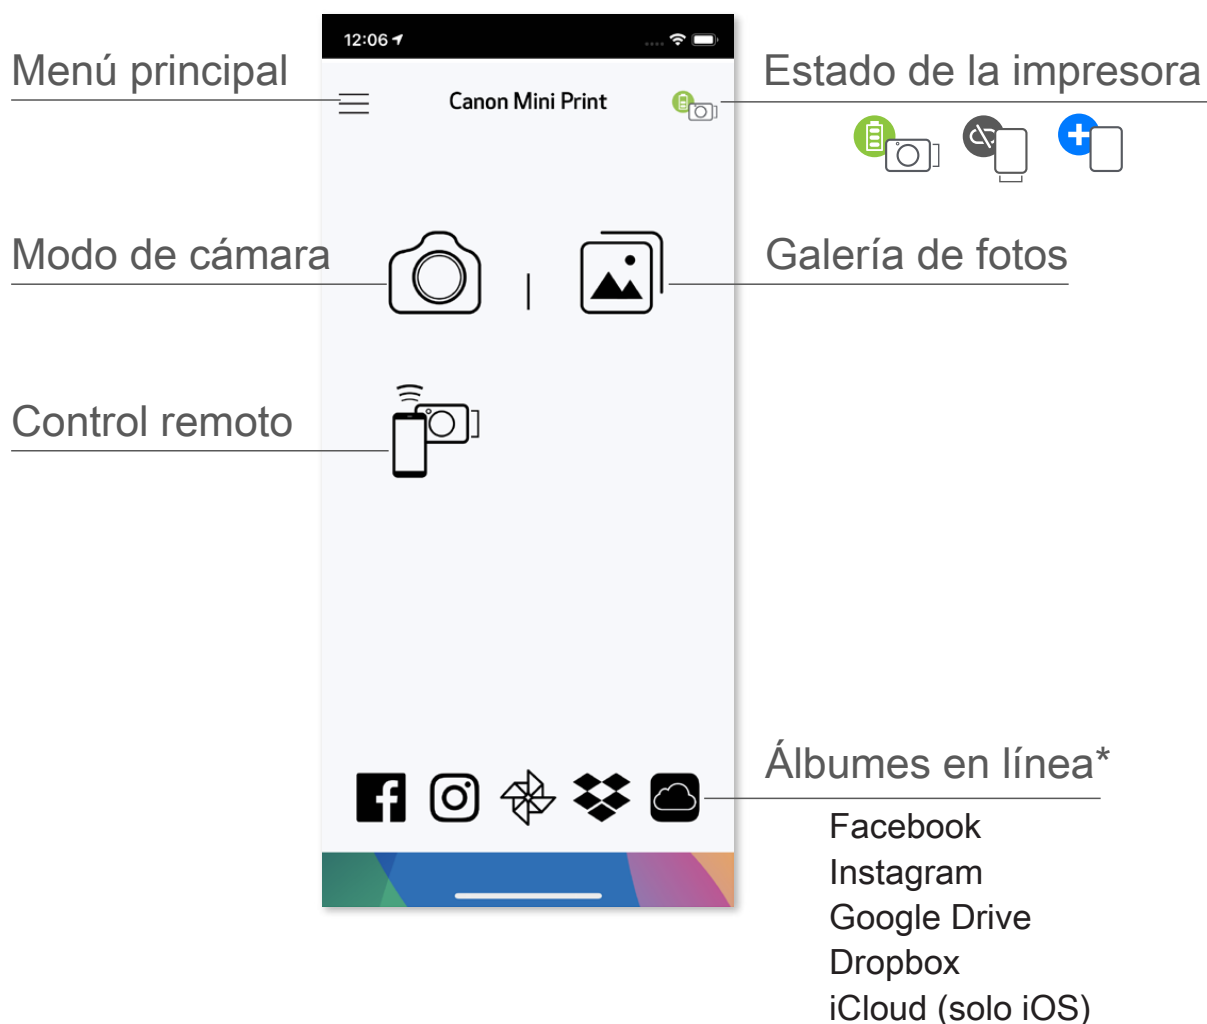 12:06
Menú principal
Canon Mini Print
Estado de la impresora
Modo de cámara
Galería de fotos
Control remoto
Álbumes en línea*
Facebook
Instagram
Google Drive
Dropbox
iCloud (solo iOS)